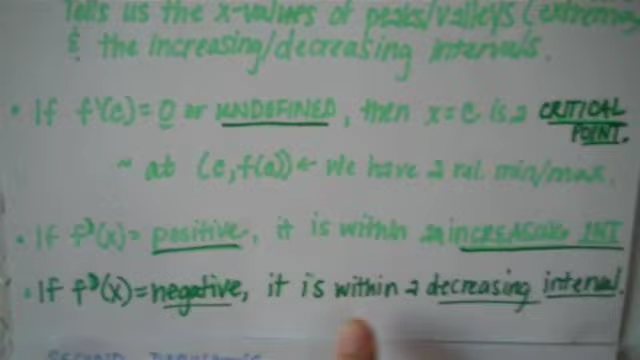 Tells us the x-values of peaks/valleys (extrema)
& the increasing/decreasing intervals.
• If f'(c) = 0 or UNDEFINED, then x = c is a CRITICAL
POINT.
~ at (c, f(c)) ← We have a rel. min/max.
• If f'(x) = positive, it is within an INCREASING INT
• If f'(x) = negative, it is within a decreasing interval.
SECOND